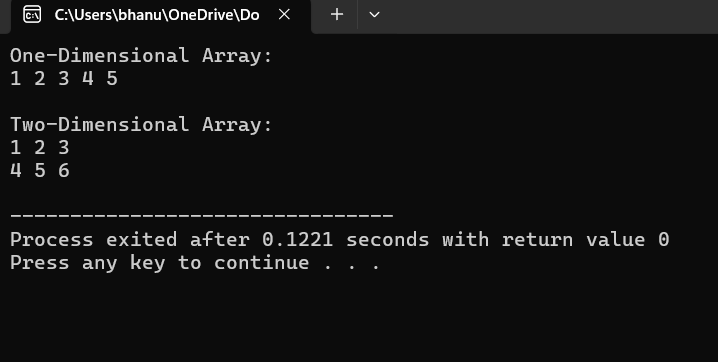 C:\Users\bhanu\OneDrive\Do
One-Dimensional Array:
1 2 3 4 5
Two-Dimensional Array:
1 2 3
4 5 6
--------------------------------
Process exited after 0.1221 seconds with return value 0
Press any key to continue . . .